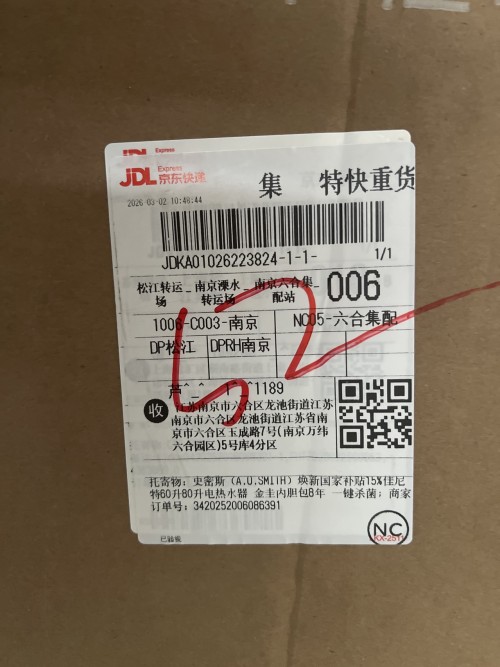 JDL Express
京东快递
集 特快重货
2026-03-02 10:48:44
JDKA01026223824-1-1-
1/1
松江转运场_南京溧水转运场_南京六合集配站
006
1006-C003-南京
NC05-六合集配
DP松江
DPRH南京
52
芦^_^ 1189
收
江苏南京市六合区龙池街道江苏
南京市六合区龙池街道江苏省南
京市六合区玉成路7号(南京万纬
六合园区)5号库4分区
托寄物: 史密斯 (A.O.SMITH) 焕新国家补贴15%佳尼
特60升80升电热水器 金圭内胆包8年 一键杀菌; 商家
订单号: 3420252006086391
NC
已验视